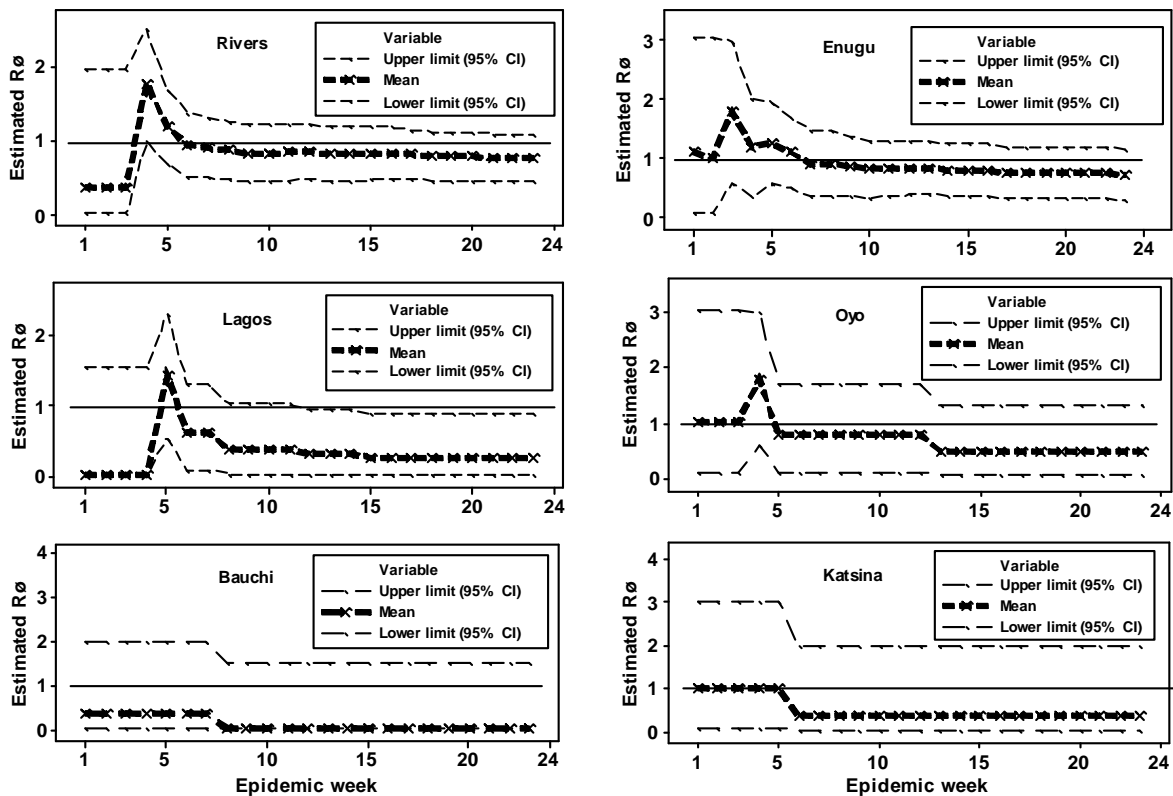 Rivers
Variable
Upper limit (95% CI)
Mean
Lower limit (95% CI)
Estimated Rø
2
1
0
1 5 10 15 20 24
Enugu
Variable
Upper limit (95% CI)
Mean
Lower limit (95% CI)
Estimated Rø
3
2
1
0
1 5 10 15 20 24
Lagos
Variable
Upper limit (95% CI)
Mean
Lower limit (95% CI)
Estimated Rø
2
1
0
1 5 10 15 20 24
Oyo
Variable
Upper limit (95% CI)
Mean
Lower limit (95% CI)
Estimated Rø
3
2
1
0
1 5 10 15 20 24
Bauchi
Variable
Upper limit (95% CI)
Mean
Lower limit (95% CI)
Estimated Rø
4
3
2
1
0
1 5 10 15 20 24
Epidemic week
Katsina
Variable
Upper limit (95% CI)
Mean
Lower limit (95% CI)
Estimated Rø
4
3
2
1
0
1 5 10 15 20 24
Epidemic week